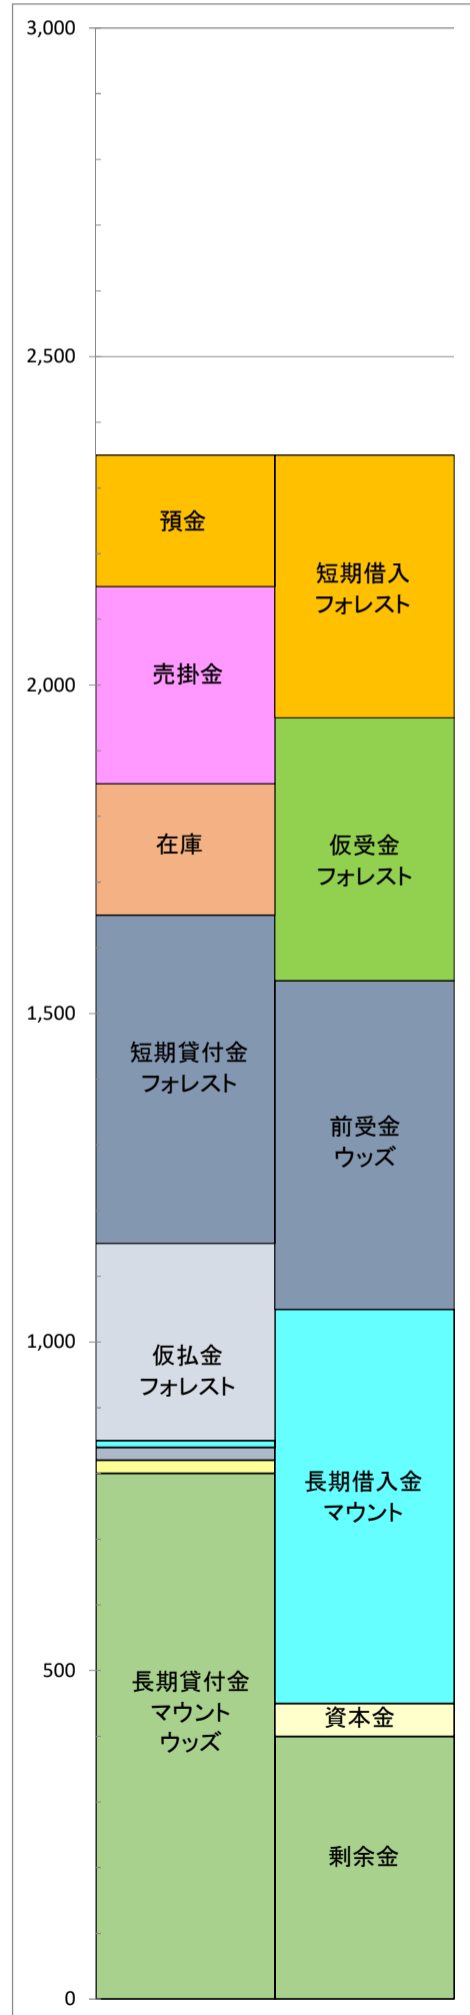 3,000
2,500
2,000
1,500
1,000
500
0
預金
売掛金
在庫
短期貸付金
フォレスト
仮払金
フォレスト
長期貸付金
マウント
ウッズ
短期借入
フォレスト
仮受金
フォレスト
前受金
ウッズ
長期借入金
マウント
資本金
剰余金